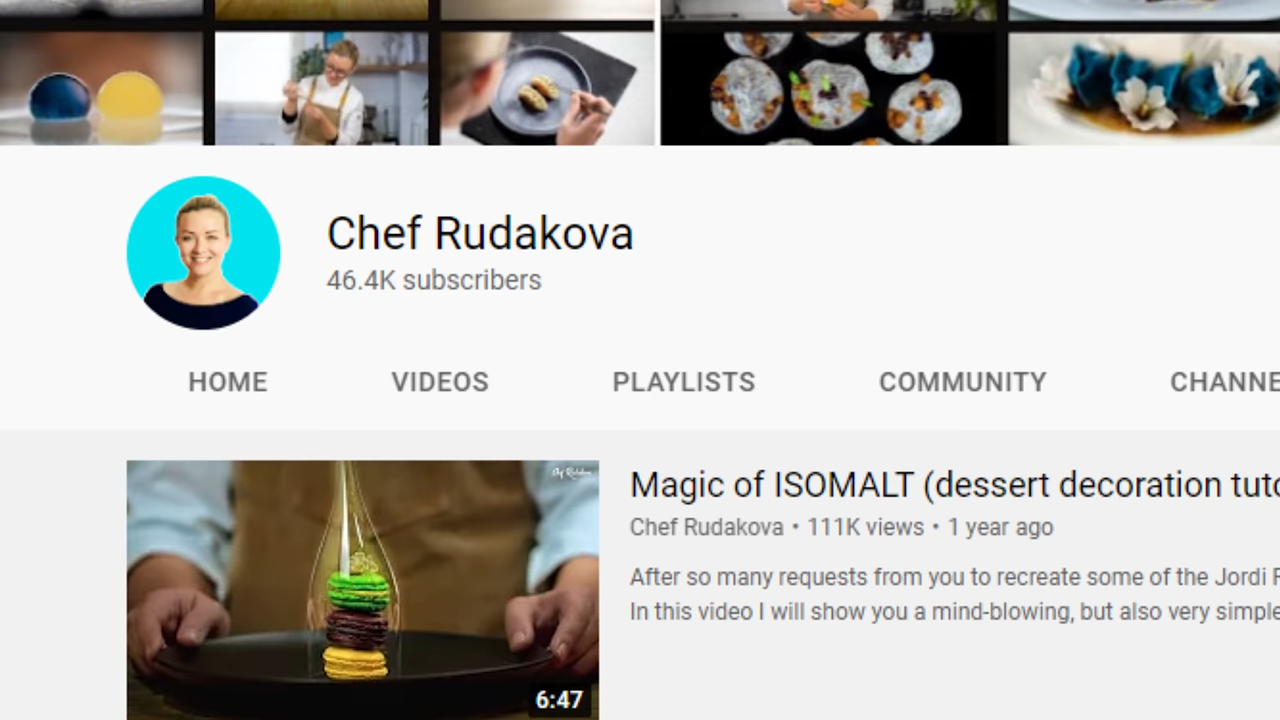 Chef Rudakova
46.4K subscribers
HOME VIDEOS PLAYLISTS COMMUNITY
Magic of ISOMALT (dessert decoration
Chef Rudakova • 111K views • 1 year ago
After so many requests from you to recreate some of the Jordi
In this video I will show you a mind-blowing, but also very simple
6:47